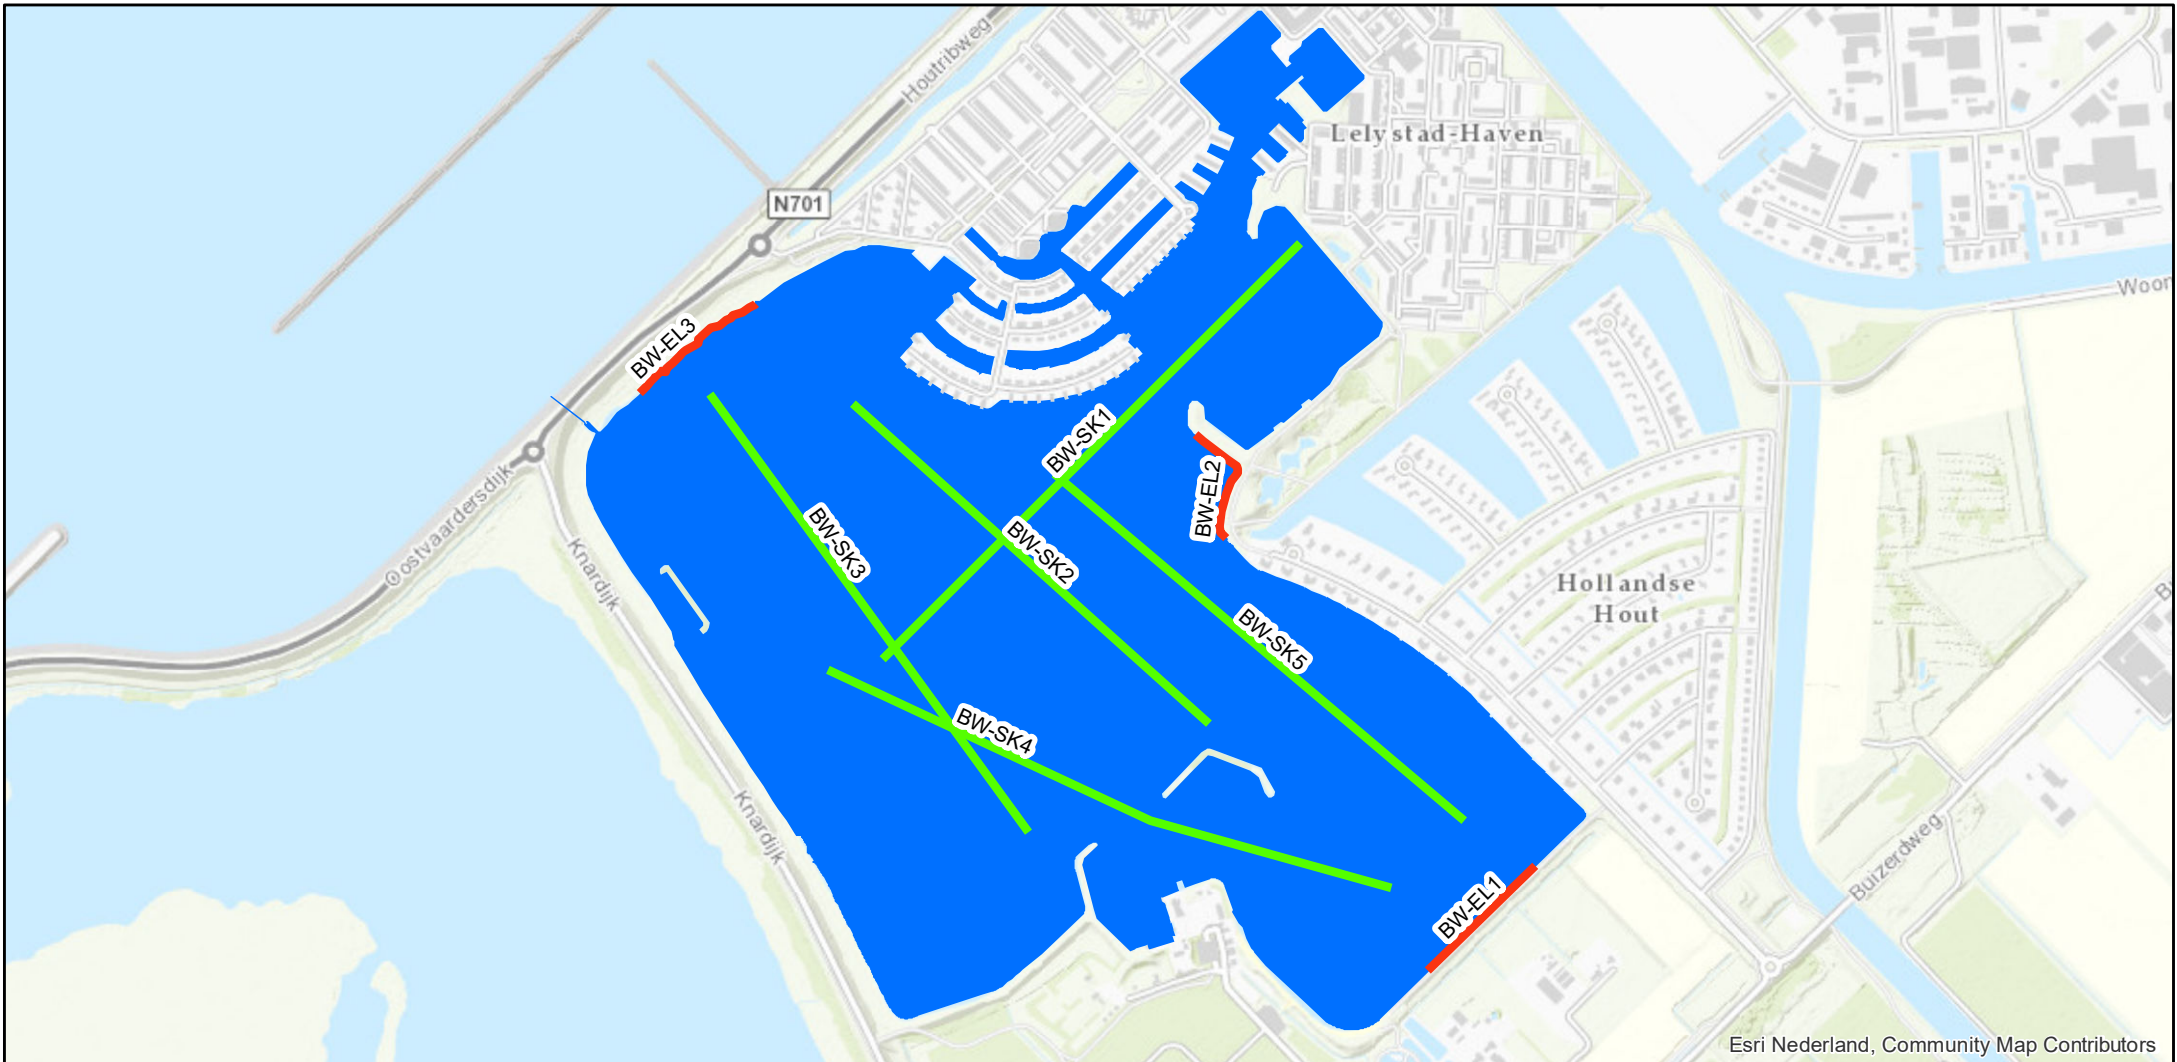 Houtribweg
Lelystad-Haven
N701
Woon
BW-EL3
BW-SK1
BW-EL2
Oostvaardersdijk
BW-SK3
BW-SK2
Knardijk
Hollandse
Hout
BW-SK5
BW-SK4
Knardijk
Buizerdweg
BW-EL1
Esri Nederland, Community Map Contributors